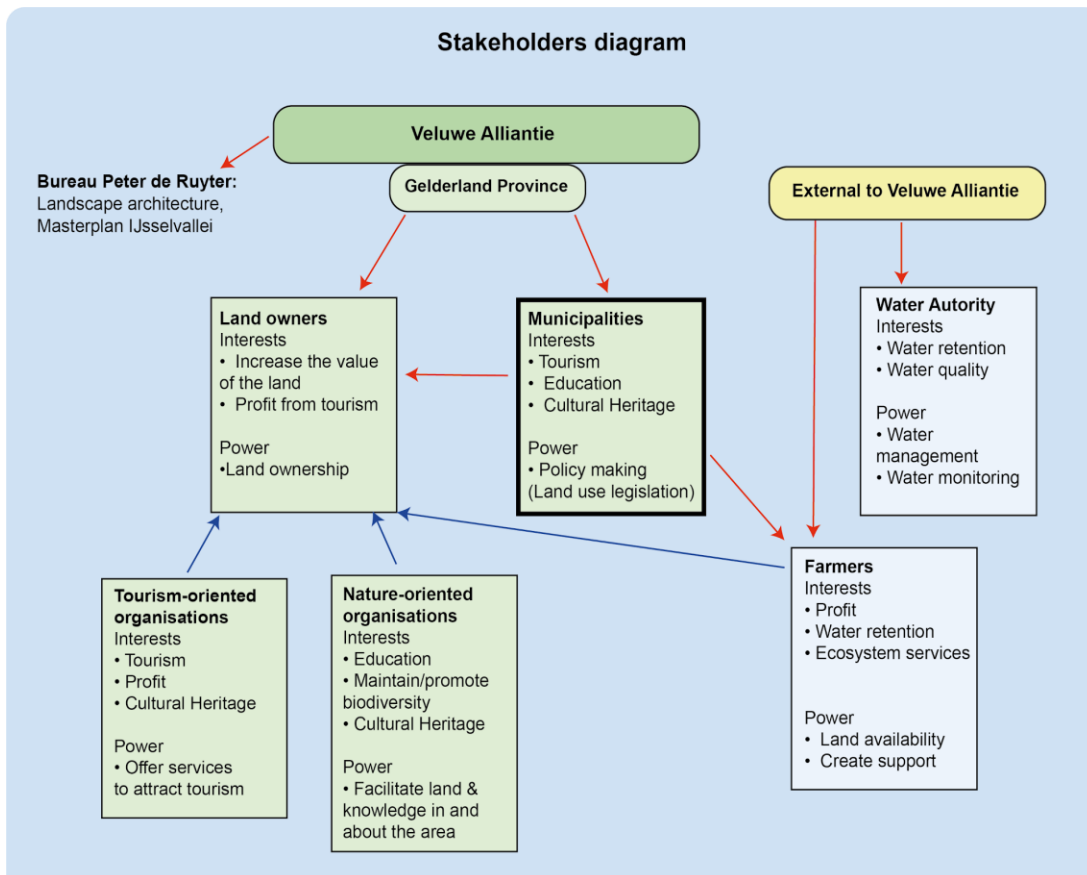 Stakeholders diagram
Veluwe Alliantie
Gelderland Province
Bureau Peter de Ruyter:
Landscape architecture,
Masterplan IJsselvallei
External to Veluwe Alliantie
Land owners
Interests
• Increase the value
of the land
• Profit from tourism
Power
•Land ownership
Municipalities
Interests
• Tourism
• Education
• Cultural Heritage
Power
• Policy making
(Land use legislation)
Water Autority
Interests
• Water retention
• Water quality
Power
• Water
management
• Water monitoring
Tourism-oriented
organisations
Interests
• Tourism
• Profit
• Cultural Heritage
Power
• Offer services
to attract tourism
Nature-oriented
organisations
Interests
• Education
• Maintain/promote
biodiversity
• Cultural Heritage
Power
• Facilitate land &
knowledge in and
about the area
Farmers
Interests
• Profit
• Water retention
• Ecosystem services
Power
• Land availability
• Create support